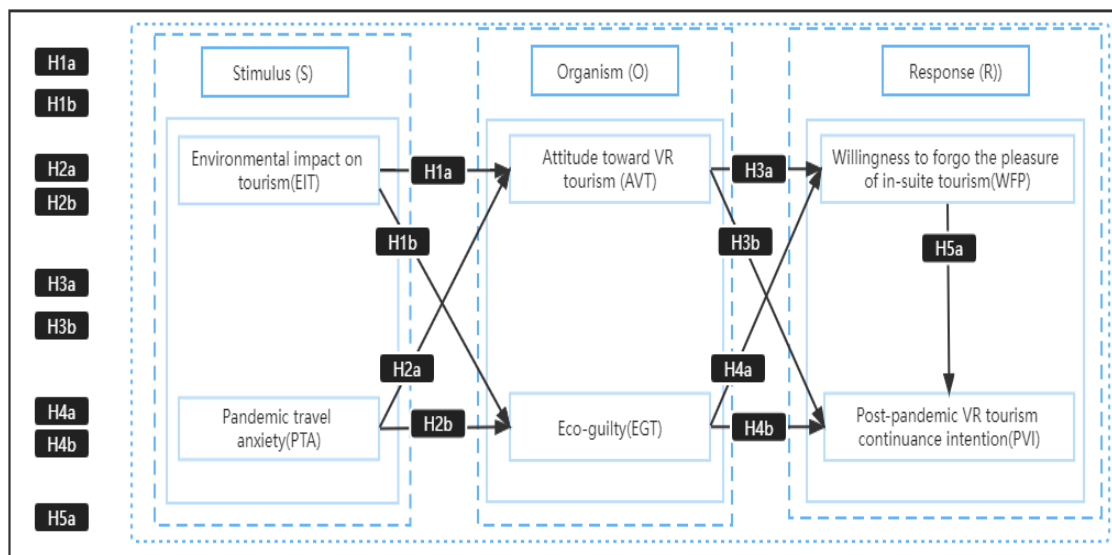 H1a
H1b
H2a
H2b
H3a
H3b
H4a
H4b
H5a
Stimulus (S)
Environmental impact on
tourism(EIT)
Pandemic travel
anxiety(PTA)
H1a
H1b
H2a
H2b
Organism (O)
Attitude toward VR
tourism (AVT)
Eco-guilty(EGT)
H3a
H3b
H4a
H4b
Response (R))
Willingness to forgo the pleasure
of in-suite tourism(WFP)
H5a
Post-pandemic VR tourism
continuance intention(PVI)